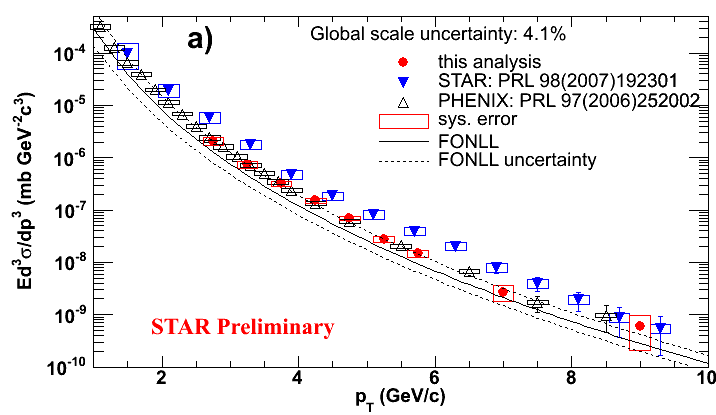 a)
Global scale uncertainty: 4.1%
this analysis
STAR: PRL 98(2007)192301
PHENIX: PRL 97(2006)252002
sys. error
FONLL
FONLL uncertainty
Ed³σ/dp³ (mb GeV⁻²c³)
10⁻⁴
10⁻⁵
10⁻⁶
10⁻⁷
10⁻⁸
10⁻⁹
10⁻¹⁰
STAR Preliminary
2 4 6 8 10
p_T (GeV/c)